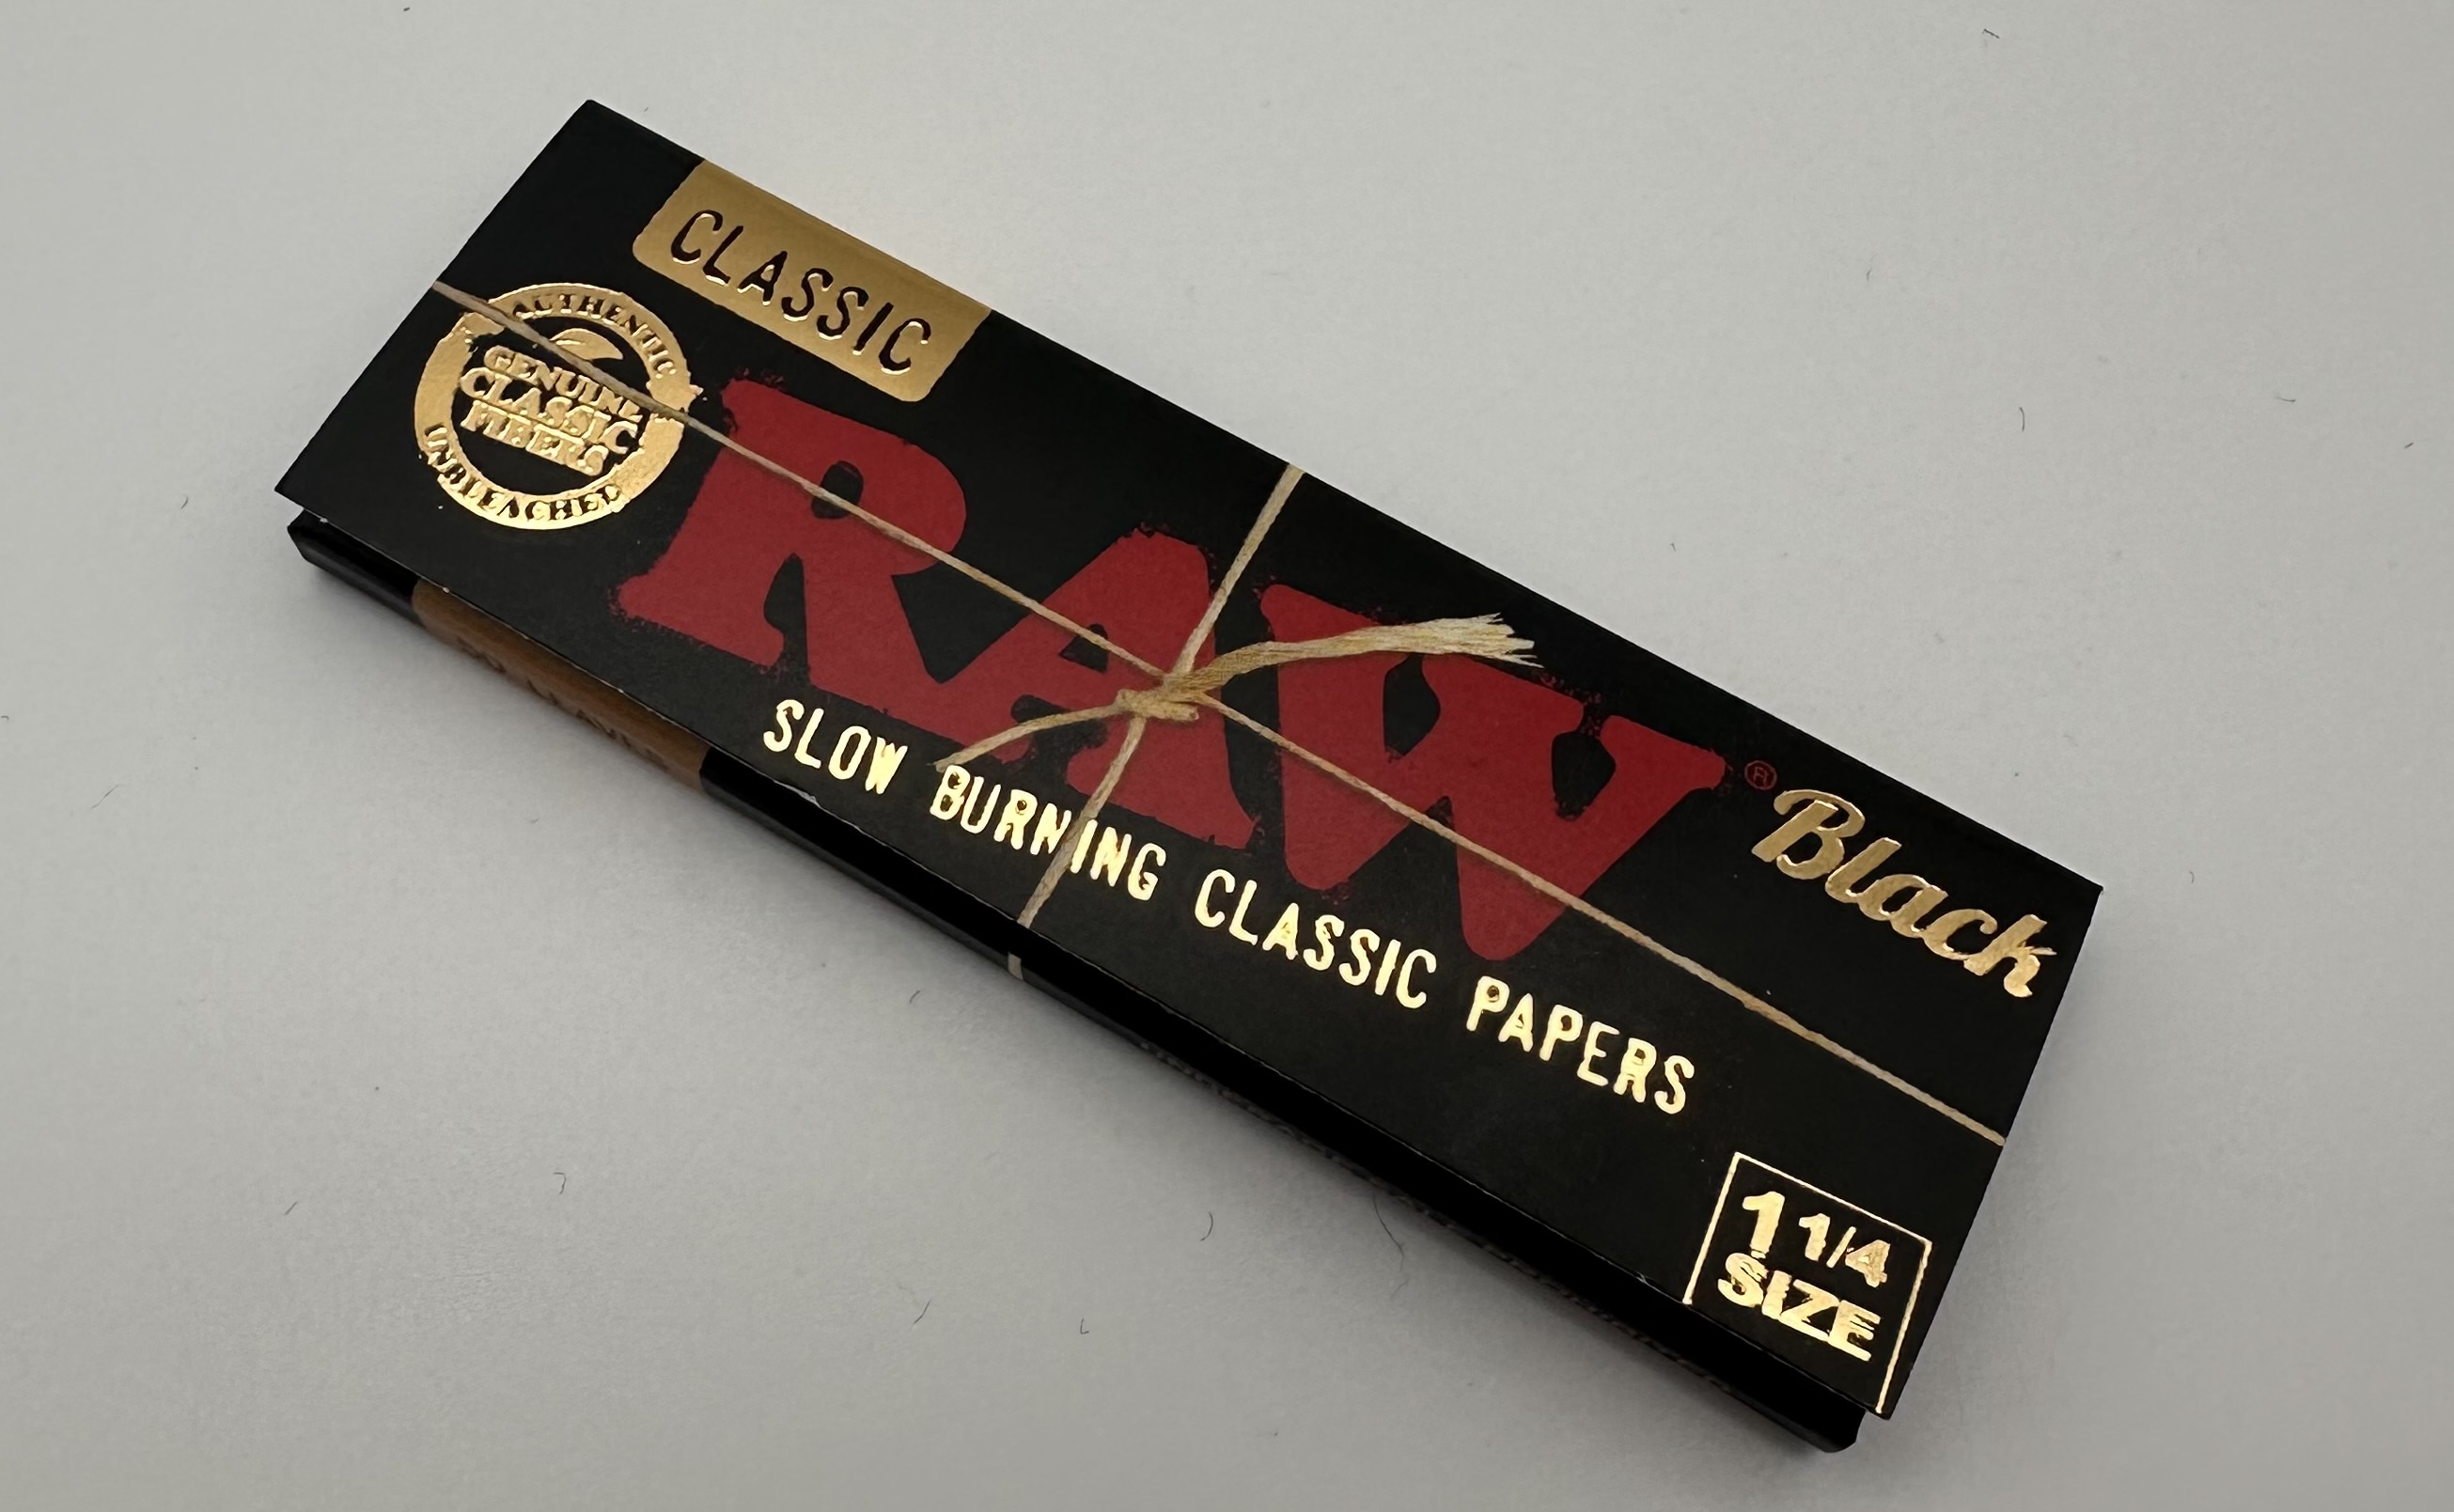 CLASSIC
AUTHENTIC
GENUINE
CLASSIC
FIBERS
UNBLEACHED
RAW®
Black
SLOW BURNING CLASSIC PAPERS
1 1/4
SIZE